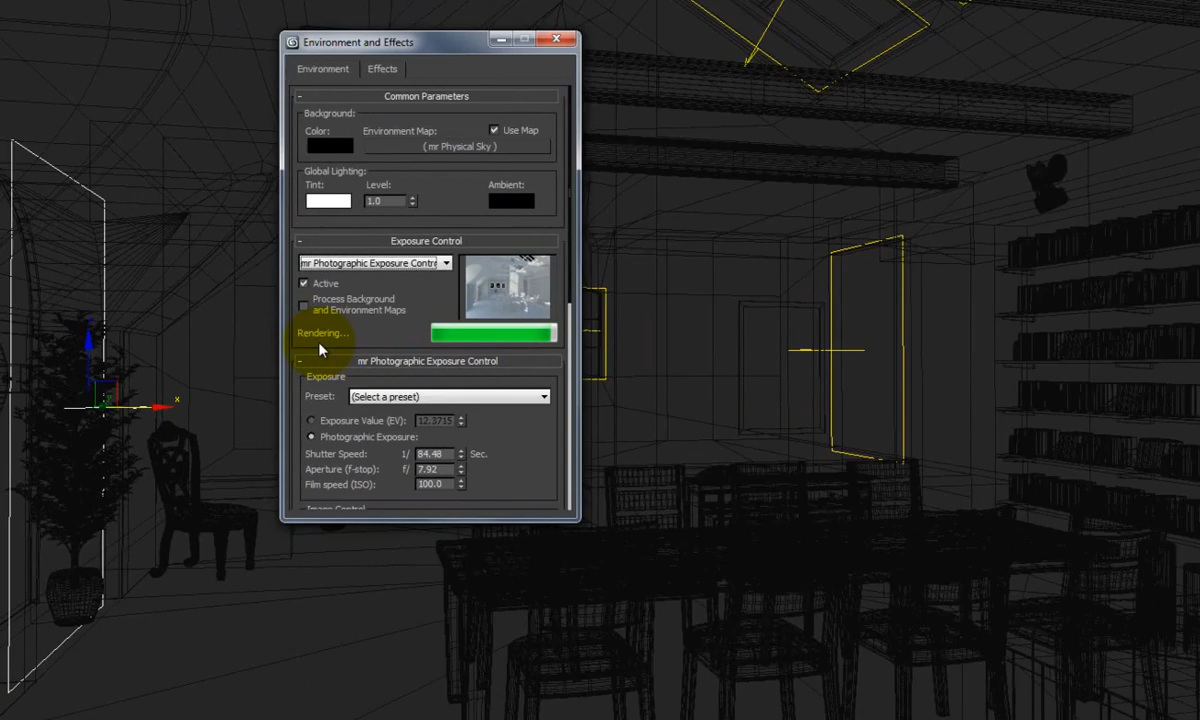 Environment and Effects
Environment
Effects
Common Parameters
Background:
Color:
Environment Map:
Use Map
( mr Physical Sky )
Global Lighting:
Tint:
Level:
Ambient:
1.0
Exposure Control
mr Photographic Exposure Contr
Active
Process Background
and Environment Maps
Rendering...
mr Photographic Exposure Control
Exposure
Preset:
(Select a preset)
Exposure Value (EV):
12.3715
Photographic Exposure:
Shutter Speed: 1/ 84.48 Sec.
Aperture (f-stop): f/ 7.92
Film speed (ISO): 100.0
Image Control
x